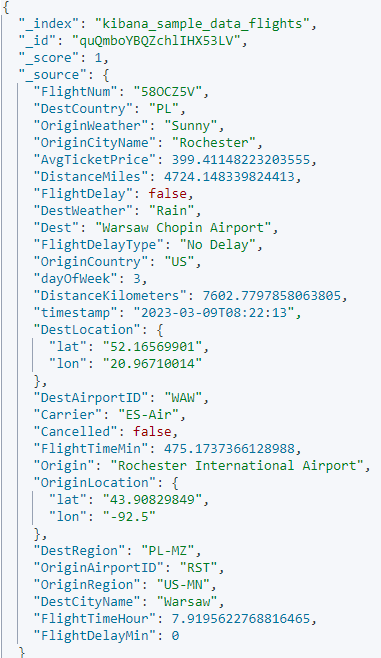 {
"_index": "kibana_sample_data_flights",
"_id": "quQmboYBQZchlIHX53LV",
"_score": 1,
"_source": {
"FlightNum": "58OCZ5V",
"DestCountry": "PL",
"OriginWeather": "Sunny",
"OriginCityName": "Rochester",
"AvgTicketPrice": 399.41148223203555,
"DistanceMiles": 4724.148339824413,
"FlightDelay": false,
"DestWeather": "Rain",
"Dest": "Warsaw Chopin Airport",
"FlightDelayType": "No Delay",
"OriginCountry": "US",
"dayOfWeek": 3,
"DistanceKilometers": 7602.7797858063805,
"timestamp": "2023-03-09T08:22:13",
"DestLocation": {
"lat": "52.16569901",
"lon": "20.96710014"
},
"DestAirportID": "WAW",
"Carrier": "ES-Air",
"Cancelled": false,
"FlightTimeMin": 475.1737366128988,
"Origin": "Rochester International Airport",
"OriginLocation": {
"lat": "43.90829849",
"lon": "-92.5"
},
"DestRegion": "PL-MZ",
"OriginAirportID": "RST",
"OriginRegion": "US-MN",
"DestCityName": "Warsaw",
"FlightTimeHour": 7.9195622768816465,
"FlightDelayMin": 0
}